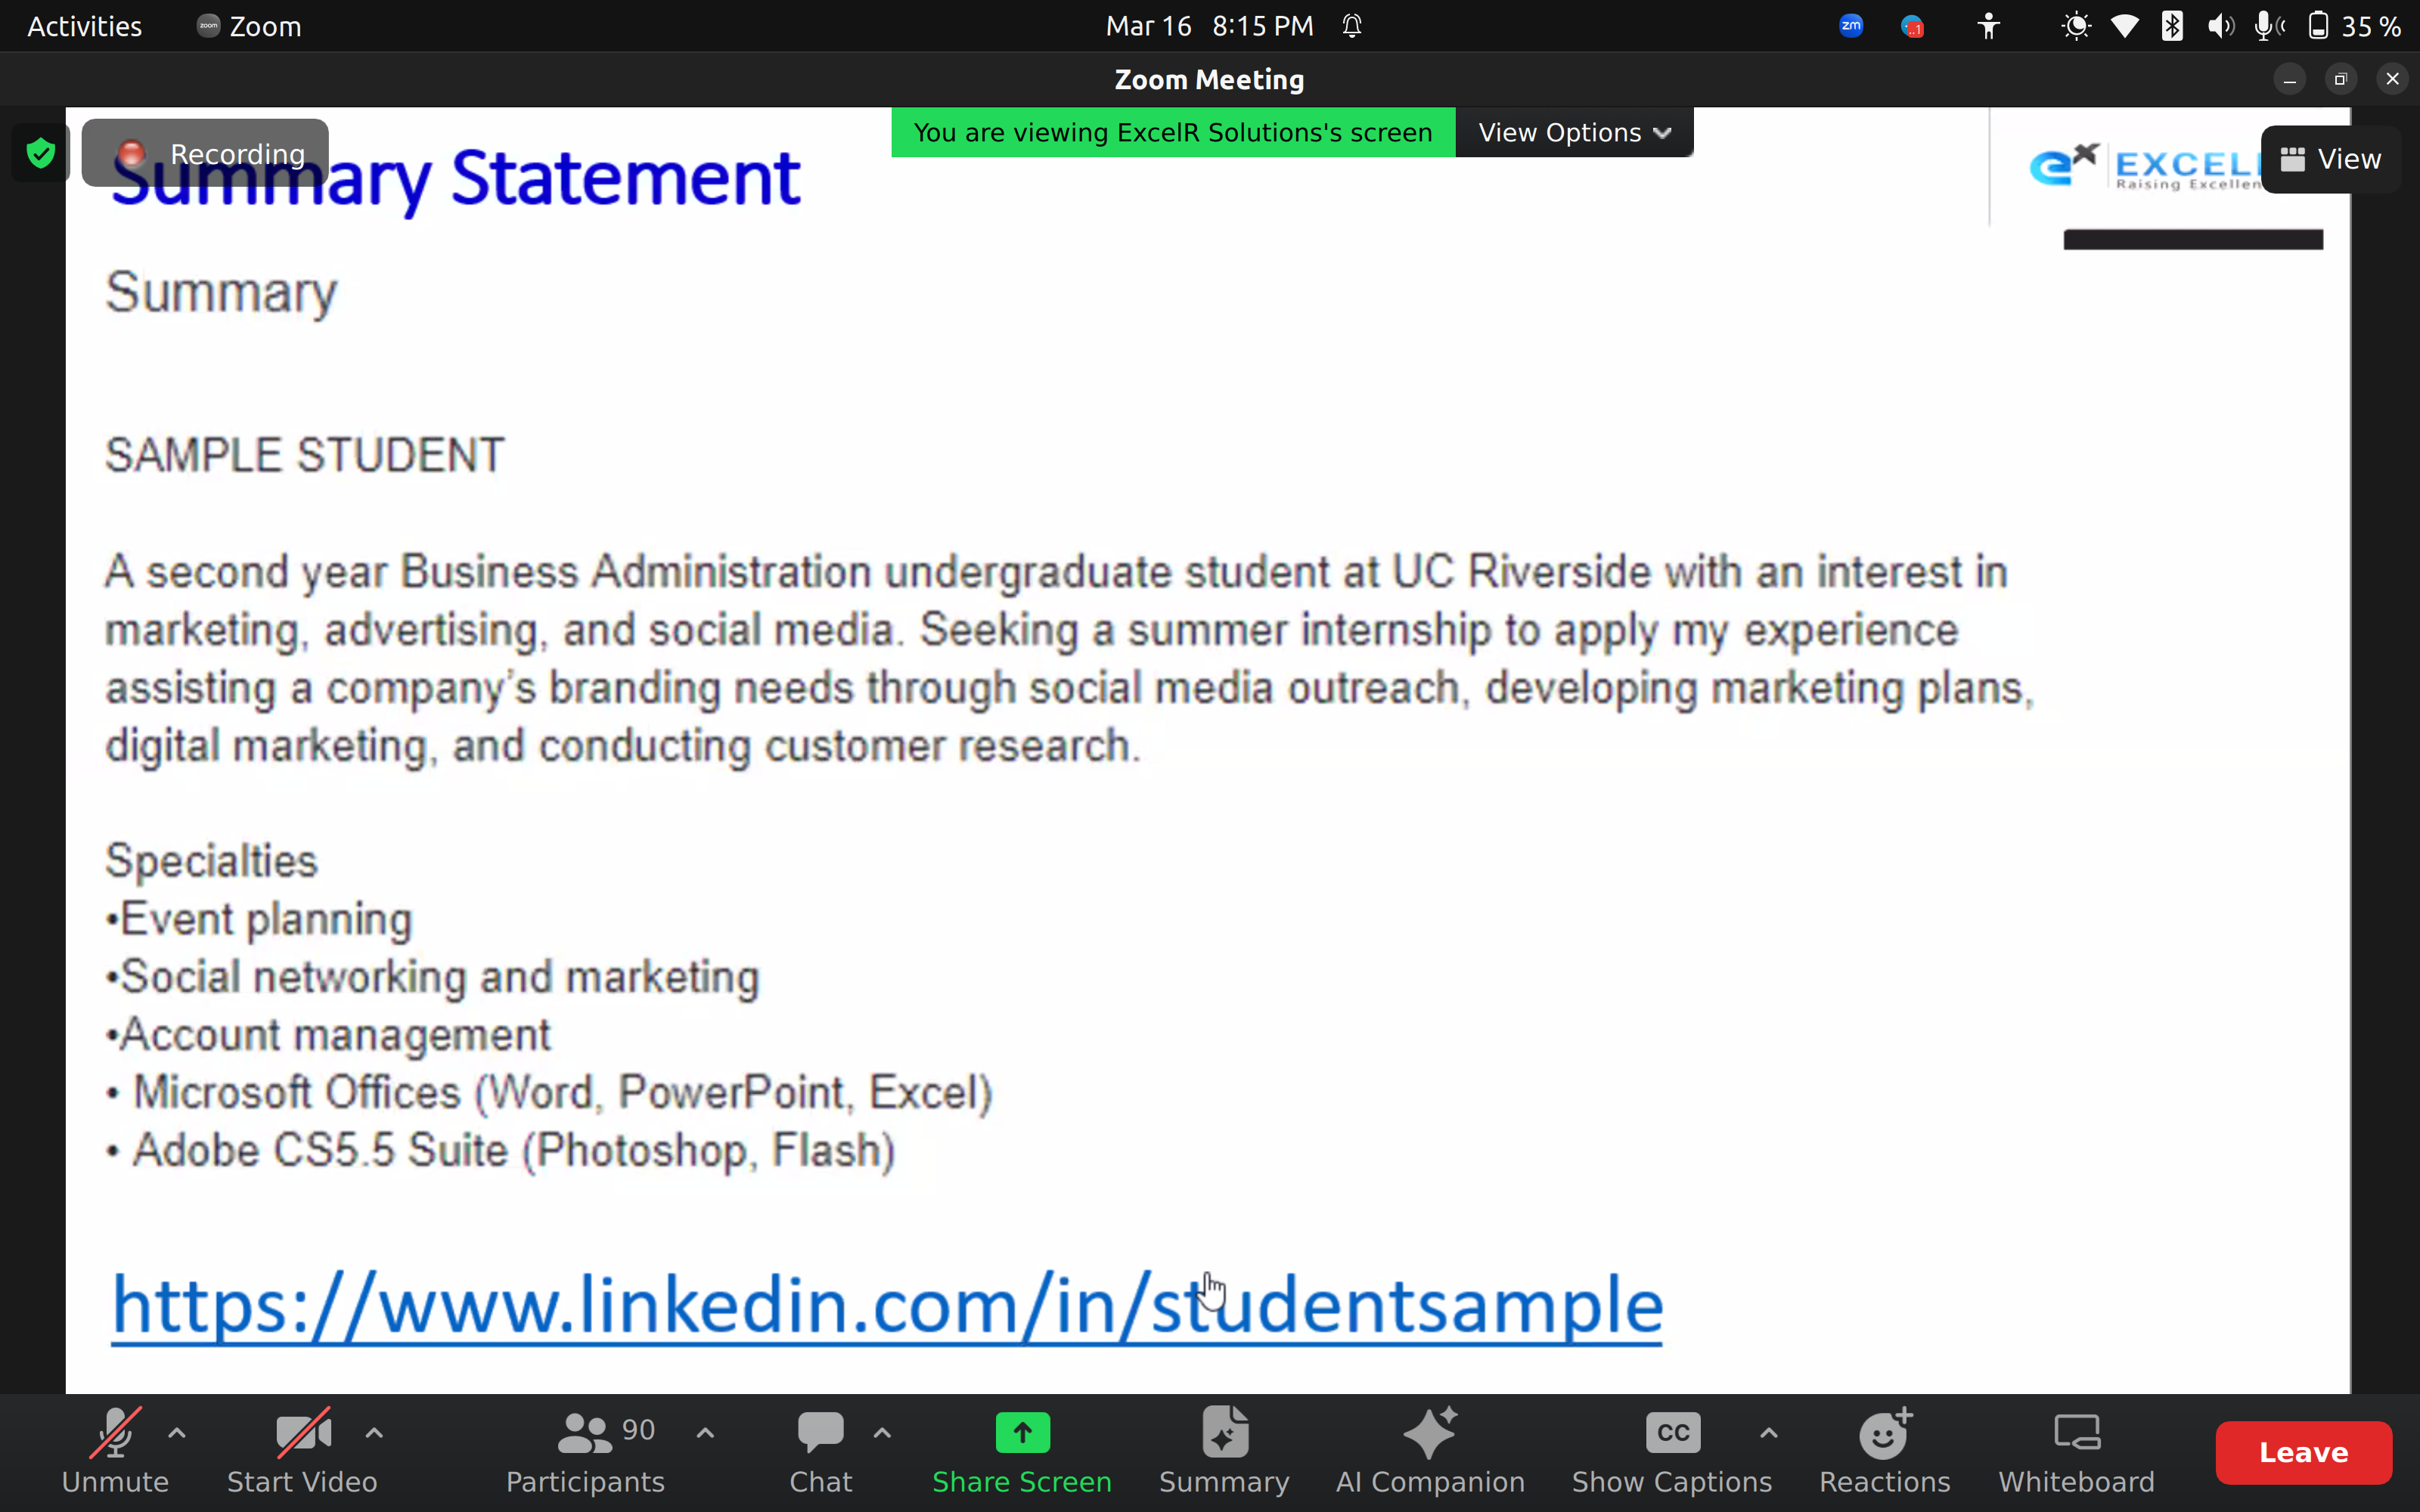 Activities
zoom
Zoom
Mar 16 8:15 PM
zm
35 %
Zoom Meeting
Recording
You are viewing ExcelR Solutions's screen
View Options
View
Summary Statement
Raising Excellen
Summary
SAMPLE STUDENT
A second year Business Administration undergraduate student at UC Riverside with an interest in
marketing, advertising, and social media. Seeking a summer internship to apply my experience
assisting a company's branding needs through social media outreach, developing marketing plans,
digital marketing, and conducting customer research.
Specialties
•Event planning
•Social networking and marketing
•Account management
• Microsoft Offices (Word, PowerPoint, Excel)
• Adobe CS5.5 Suite (Photoshop, Flash)
https://www.linkedin.com/in/studentsample
90
CC
Unmute
Start Video
Participants
Chat
Share Screen
Summary
AI Companion
Show Captions
Reactions
Whiteboard
Leave